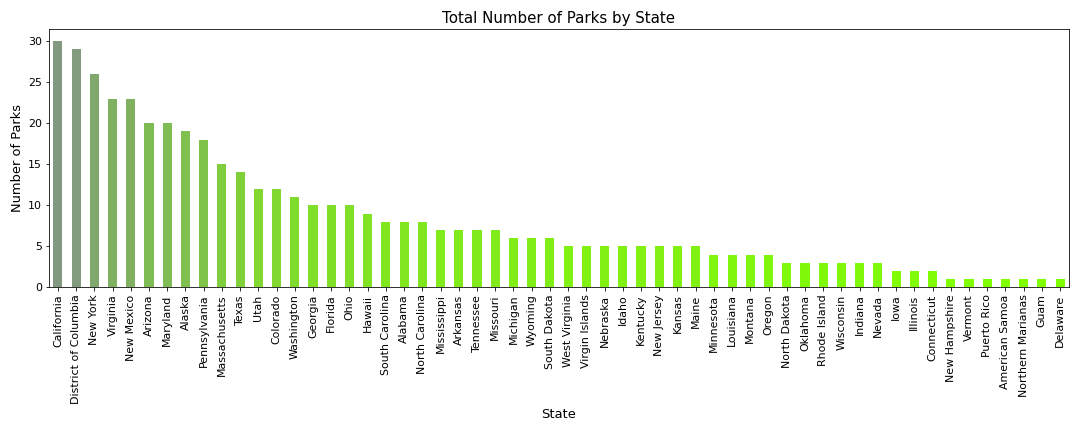 Total Number of Parks by State
Number of Parks
30
25
20
15
10
5
0
California
District of Columbia
New York
Virginia
New Mexico
Arizona
Maryland
Alaska
Pennsylvania
Massachusetts
Texas
Utah
Colorado
Washington
Georgia
Florida
Ohio
Hawaii
South Carolina
Alabama
North Carolina
Mississippi
Arkansas
Tennessee
Missouri
Michigan
Wyoming
South Dakota
West Virginia
Virgin Islands
Nebraska
Idaho
Kentucky
New Jersey
Kansas
Maine
Minnesota
Louisiana
Montana
Oregon
North Dakota
Oklahoma
Rhode Island
Wisconsin
Indiana
Nevada
Iowa
Illinois
Connecticut
New Hampshire
Vermont
Puerto Rico
American Samoa
Northern Marianas
Guam
Delaware
State